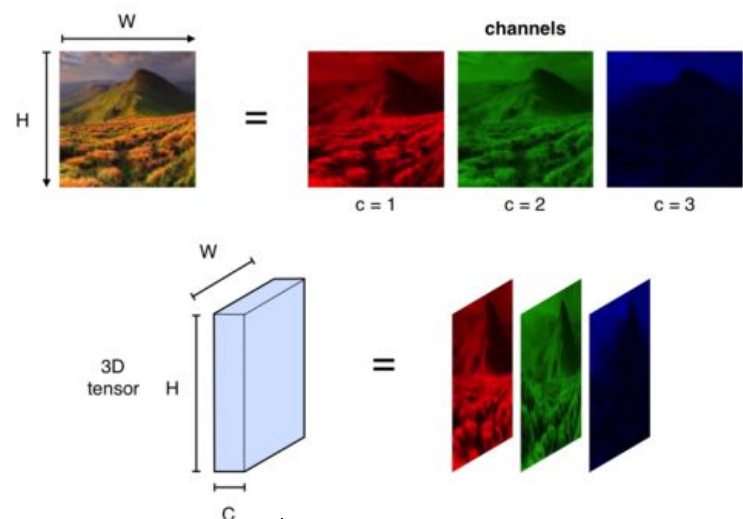 W
channels
H
=
c = 1
c = 2
c = 3
W
3D
tensor
H
=
C